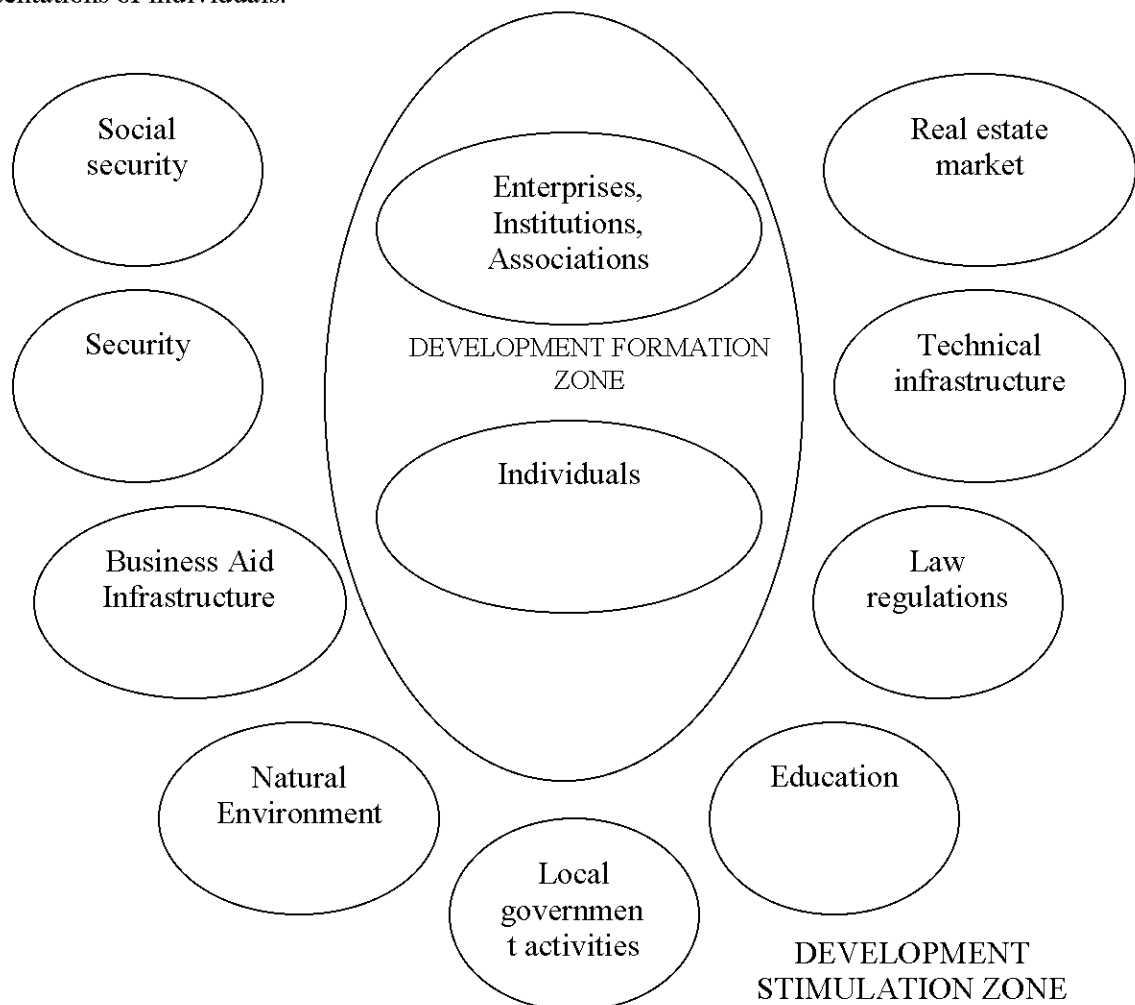 of individuals.
Social
security
Real estate
market
Enterprises,
Institutions,
Associations
Security
DEVELOPMENT FORMATION
ZONE
Technical
infrastructure
Individuals
Business Aid
Infrastructure
Law
regulations
Natural
Environment
Education
Local
governmen
t activities
DEVELOPMENT
STIMULATION ZONE